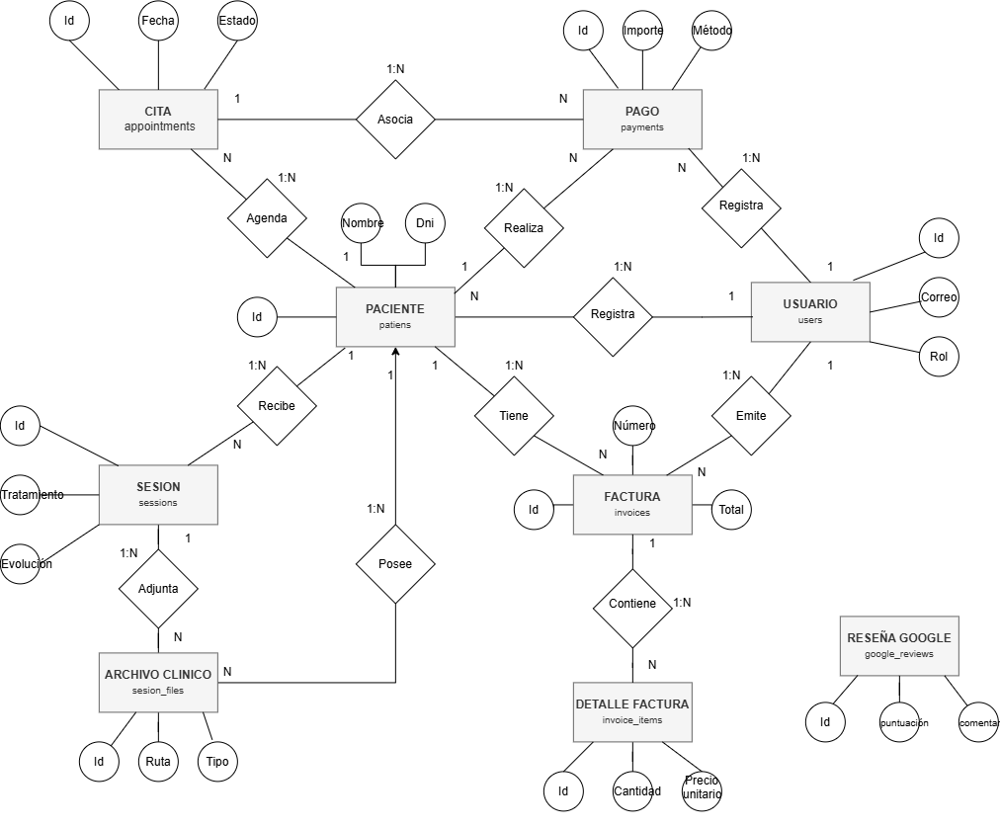 Id
Fecha
Estado
Id
Importe
Método
1:N
CITA
appointments
1
Asocia
N
PAGO
payments
N
1:N
Agenda
1
N
1:N
Realiza
1
N
1:N
Registra
1
Nombre
Dni
Id
PACIENTE
patiens
N
1:N
Registra
1
USUARIO
users
Id
Correo
Rol
1
1:N
Recibe
N
1
1:N
Posee
N
1
1:N
Tiene
N
1
1:N
Emite
N
Id
Tratamiento
Evolución
SESION
sessions
1
1:N
Adjunta
N
ARCHIVO CLINICO
sesion_files
Id
Ruta
Tipo
Número
Id
FACTURA
invoices
Total
1
Contiene
1:N
N
DETALLE FACTURA
invoice_items
Id
Cantidad
Precio
unitario
RESEÑA GOOGLE
google_reviews
Id
puntuación
comentar